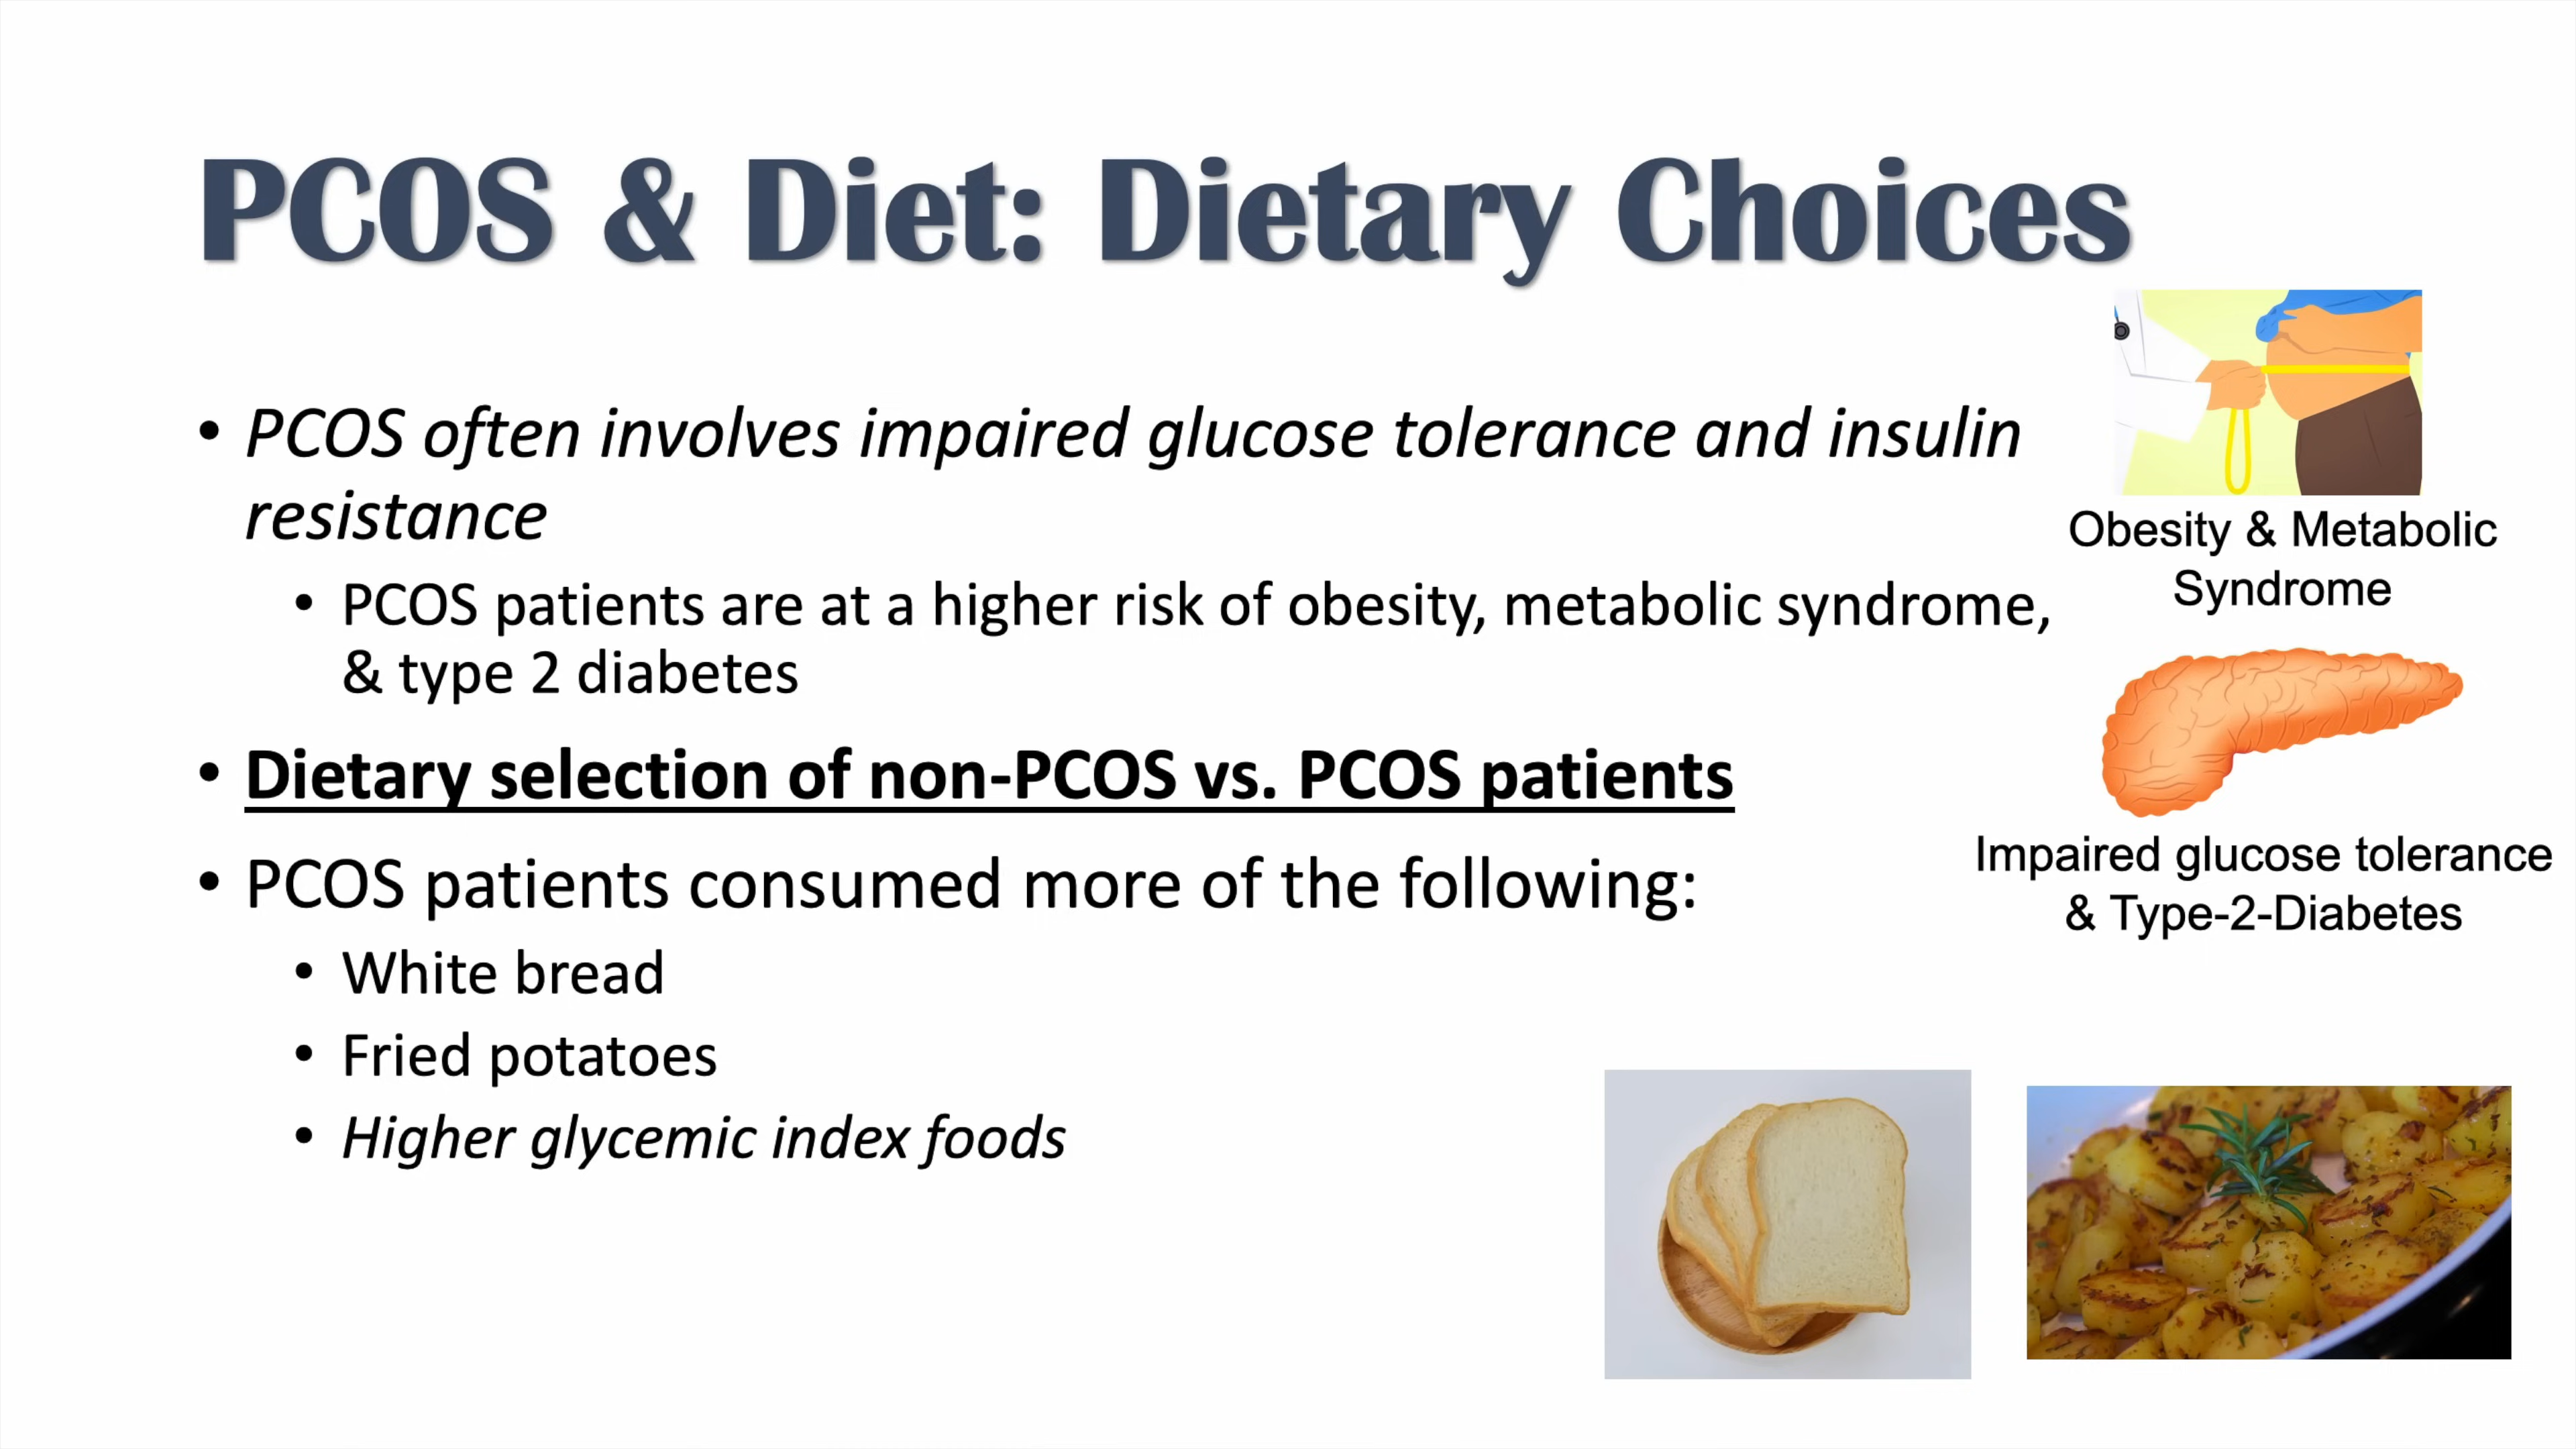 PCOS & Diet: Dietary Choices
• PCOS often involves impaired glucose tolerance and insulin
resistance
• PCOS patients are at a higher risk of obesity, metabolic syndrome,
& type 2 diabetes
• Dietary selection of non-PCOS vs. PCOS patients
• PCOS patients consumed more of the following:
• White bread
• Fried potatoes
• Higher glycemic index foods
Obesity & Metabolic
Syndrome
Impaired glucose tolerance
& Type-2-Diabetes